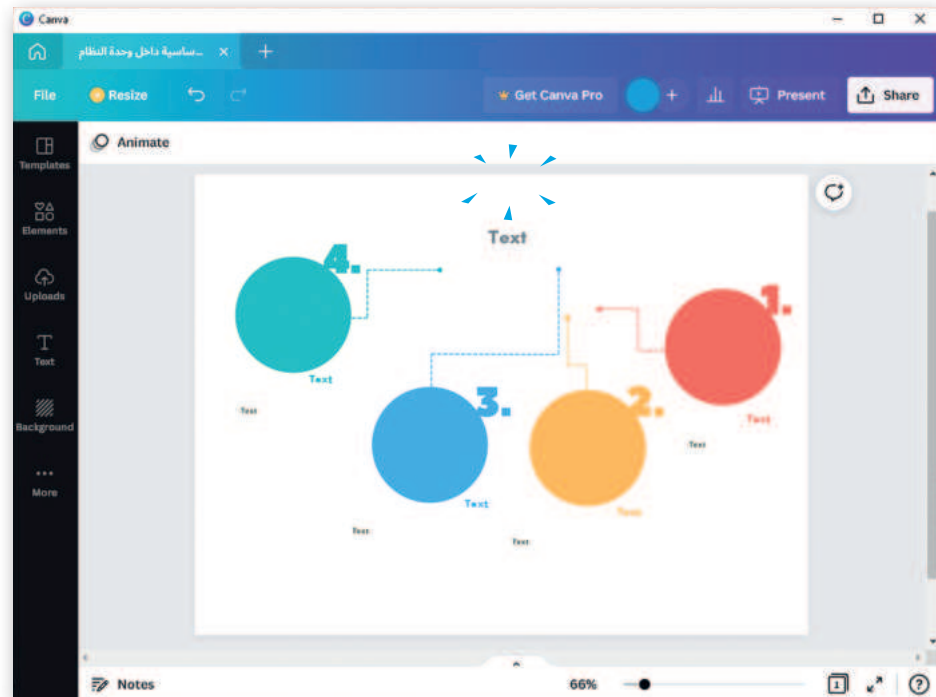 Canva
...ساسية داخل وحدة النظام
File
Resize
Get Canva Pro
Present
Share
Templates
Animate
Elements
Uploads
Text
Background
More
Text
4.
1.
Text
Text
3.
2.
Text
Text
Text
Text
Text
Text
Notes
66%
1
?